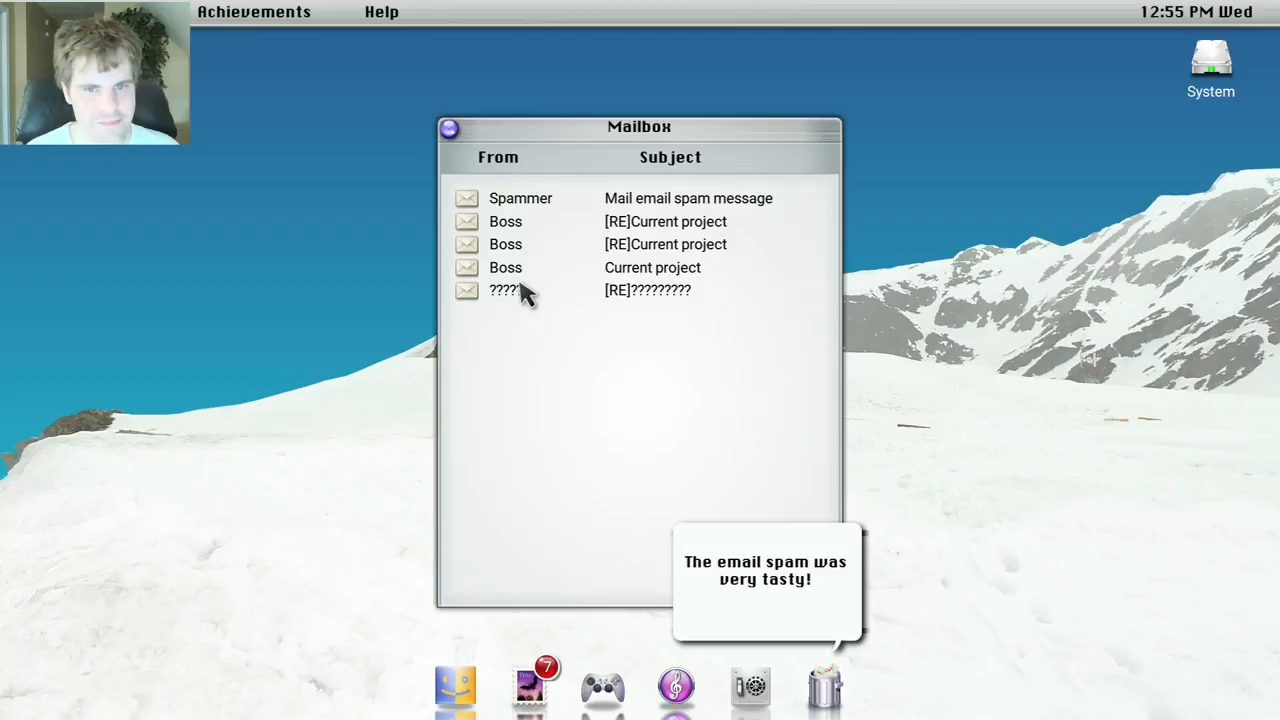 Achievements Help 12:55 PM Wed
System
Mailbox
From Subject
Spammer Mail email spam message
Boss [RE]Current project
Boss [RE]Current project
Boss Current project
????? [RE]?????????
The email spam was
very tasty!
7